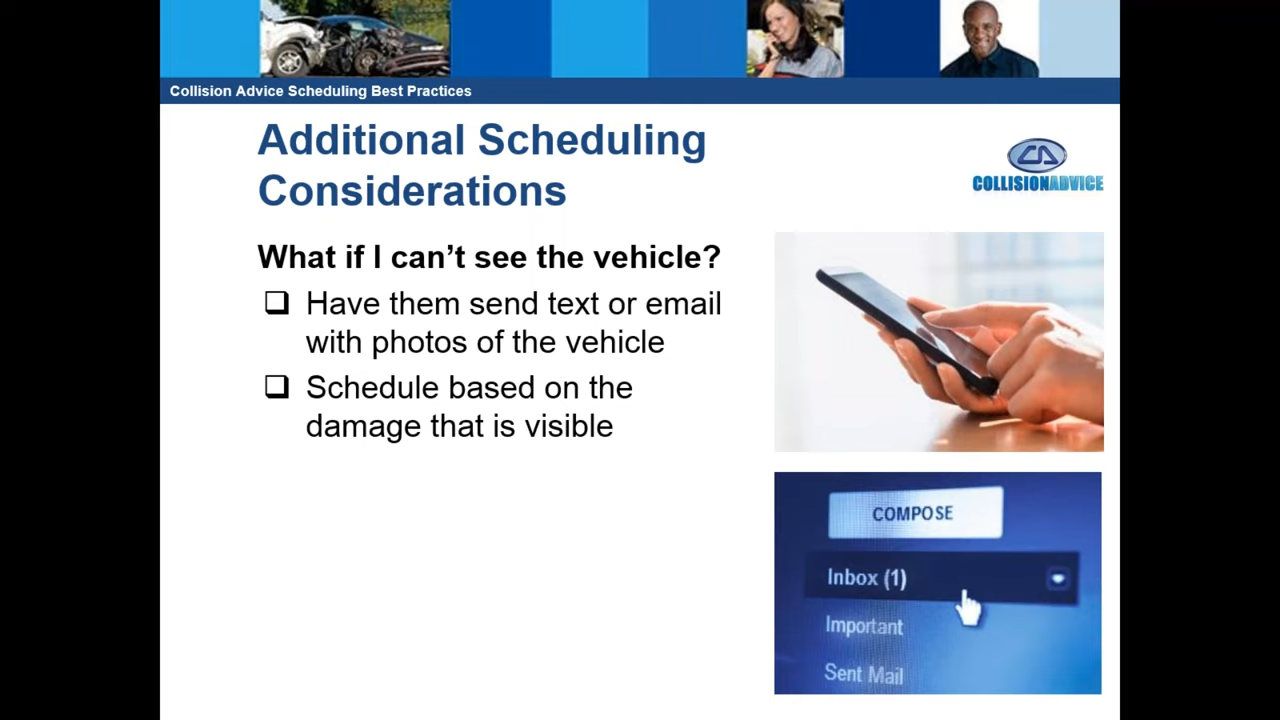 Collision Advice Scheduling Best Practices
Additional Scheduling
Considerations
CA
COLLISIONADVICE
What if I can’t see the vehicle?
Have them send text or email
with photos of the vehicle
Schedule based on the
damage that is visible
COMPOSE
Inbox (1)
Important
Sent Mail